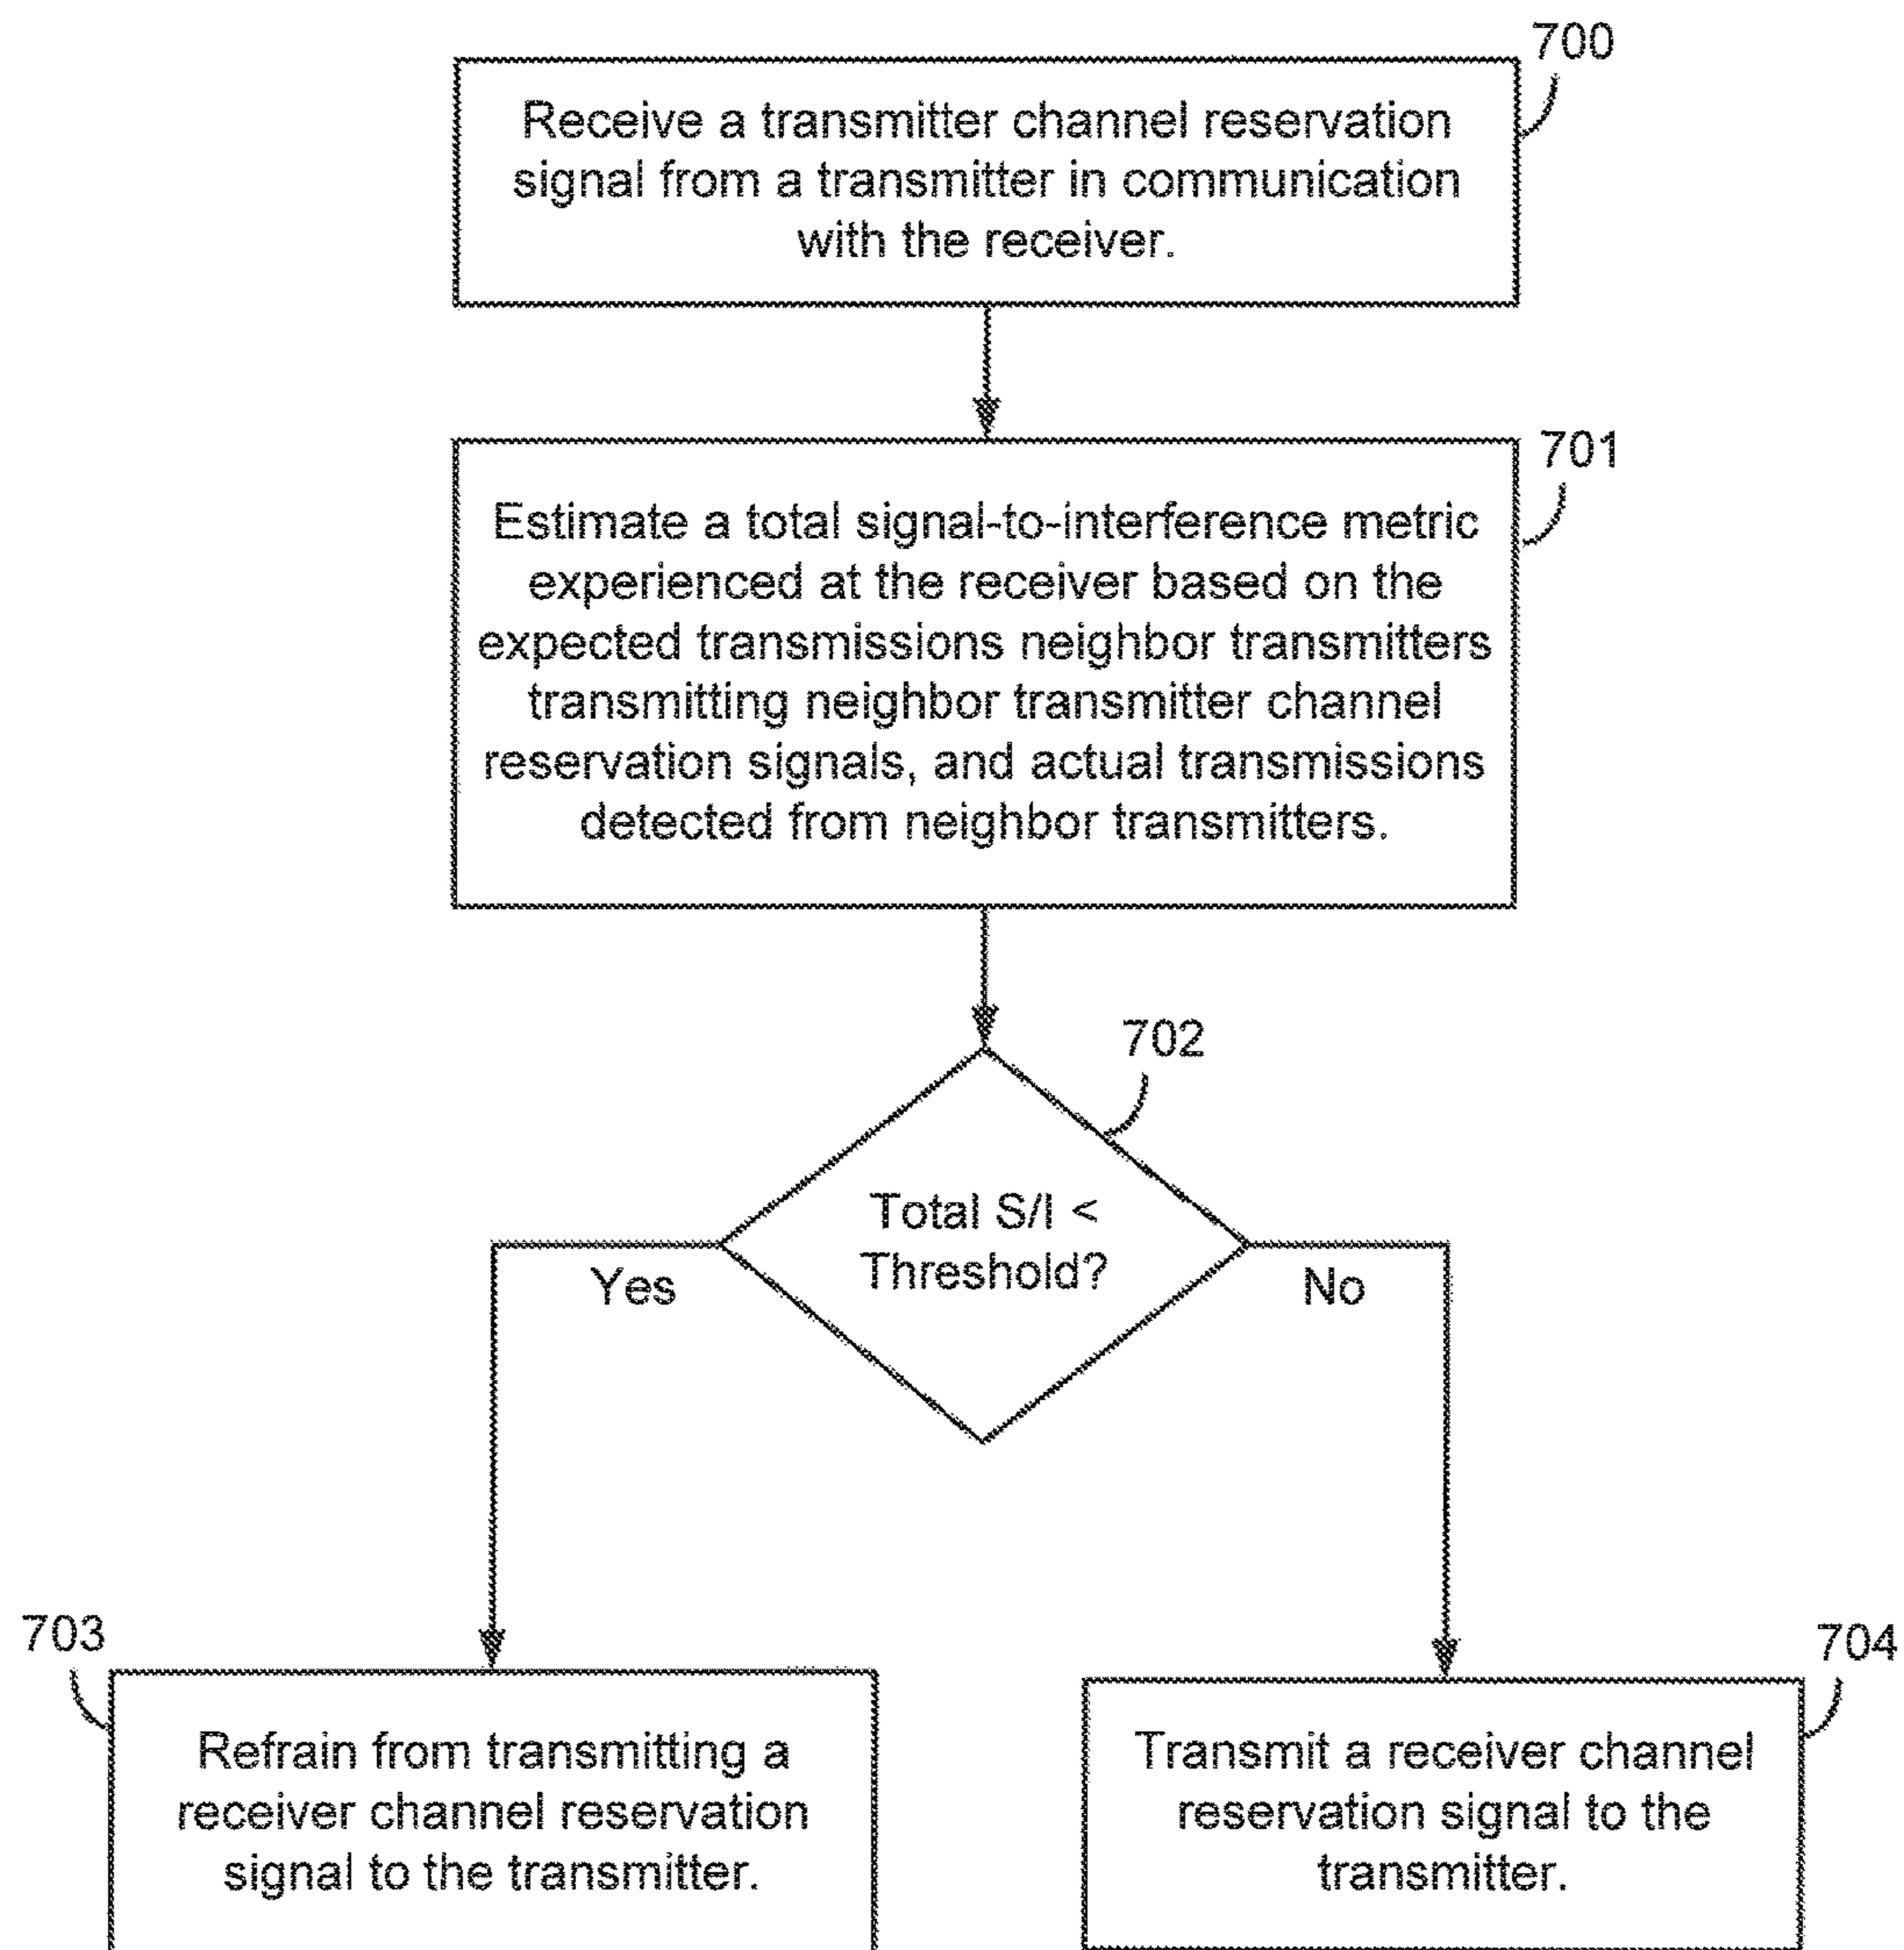 700
Receive a transmitter channel reservation
signal from a transmitter in communication
with the receiver.
701
Estimate a total signal-to-interference metric
experienced at the receiver based on the
expected transmissions neighbor transmitters
transmitting neighbor transmitter channel
reservation signals, and actual transmissions
detected from neighbor transmitters.
702
Total S/I <
Threshold?
Yes
No
703
704
Refrain from transmitting a
receiver channel reservation
signal to the transmitter.
Transmit a receiver channel
reservation signal to the
transmitter.